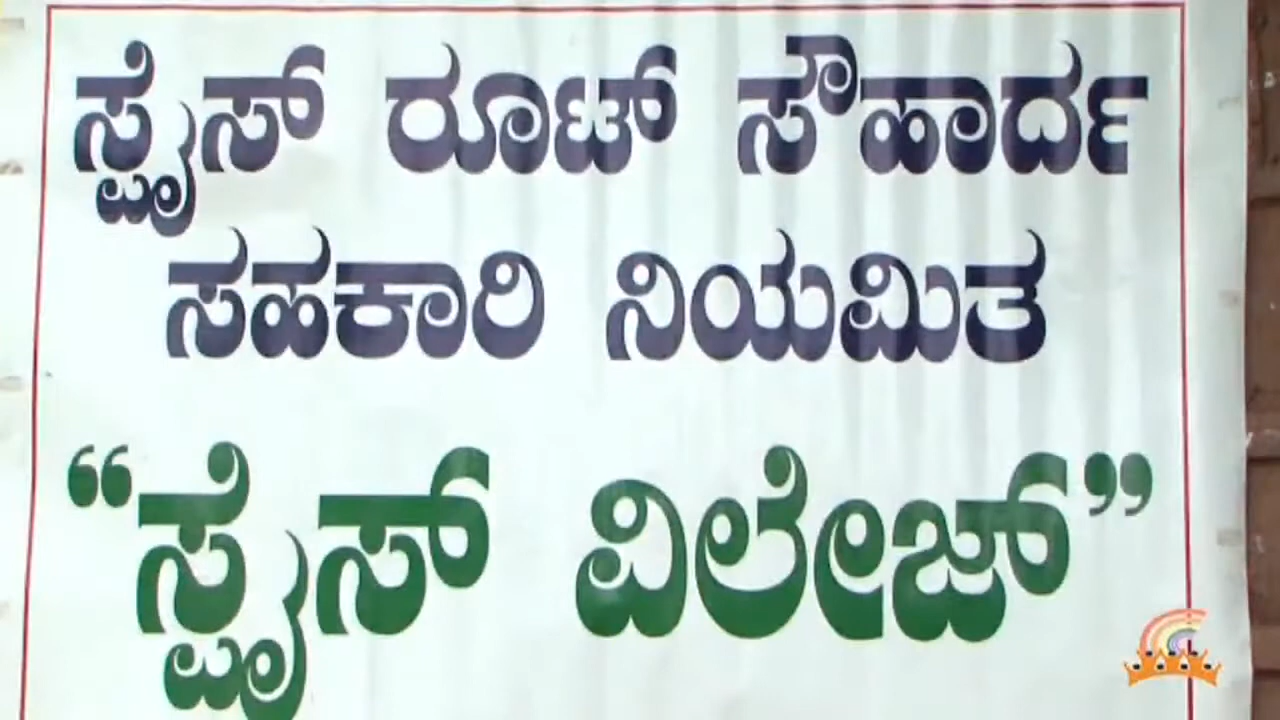 ಸ್ಪೈಸ್ ರೂಟ್ ಸೌಹಾರ್ದ
ಸಹಕಾರಿ ನಿಯಮಿತ
“ಸ್ಪೈಸ್ ವಿಲೇಜ್”